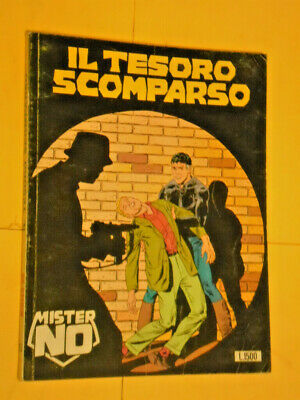 IL TESORO
SCOMPARSO
MISTER
NO
L.1500